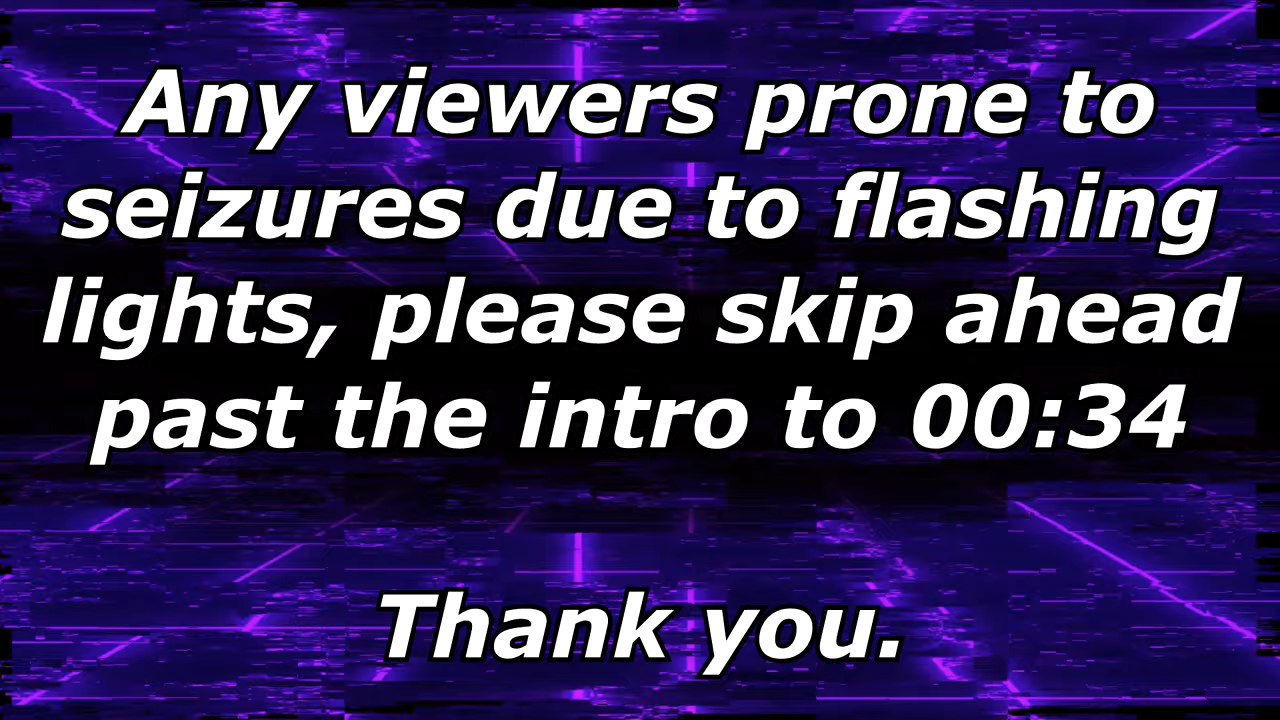 Any viewers prone to
seizures due to flashing
lights, please skip ahead
past the intro to 00:34
Thank you.